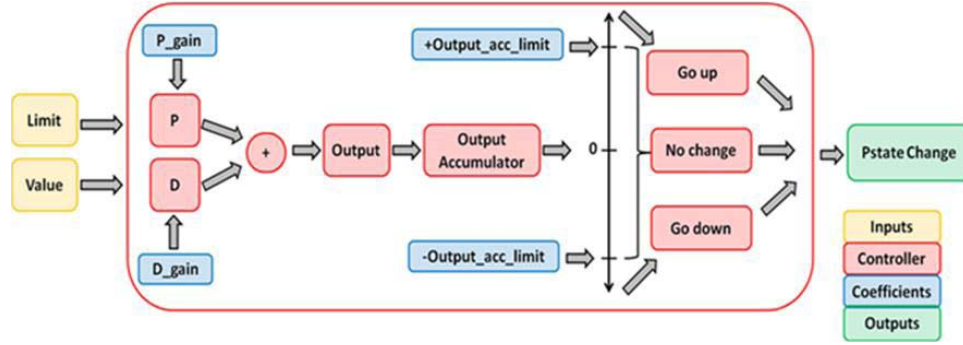 P_gain
+Output_acc_limit
Go up
Limit
P
+
Output
Output
Accumulator
0
No change
Pstate Change
Value
D
Go down
D_gain
-Output_acc_limit
Inputs
Controller
Coefficients
Outputs